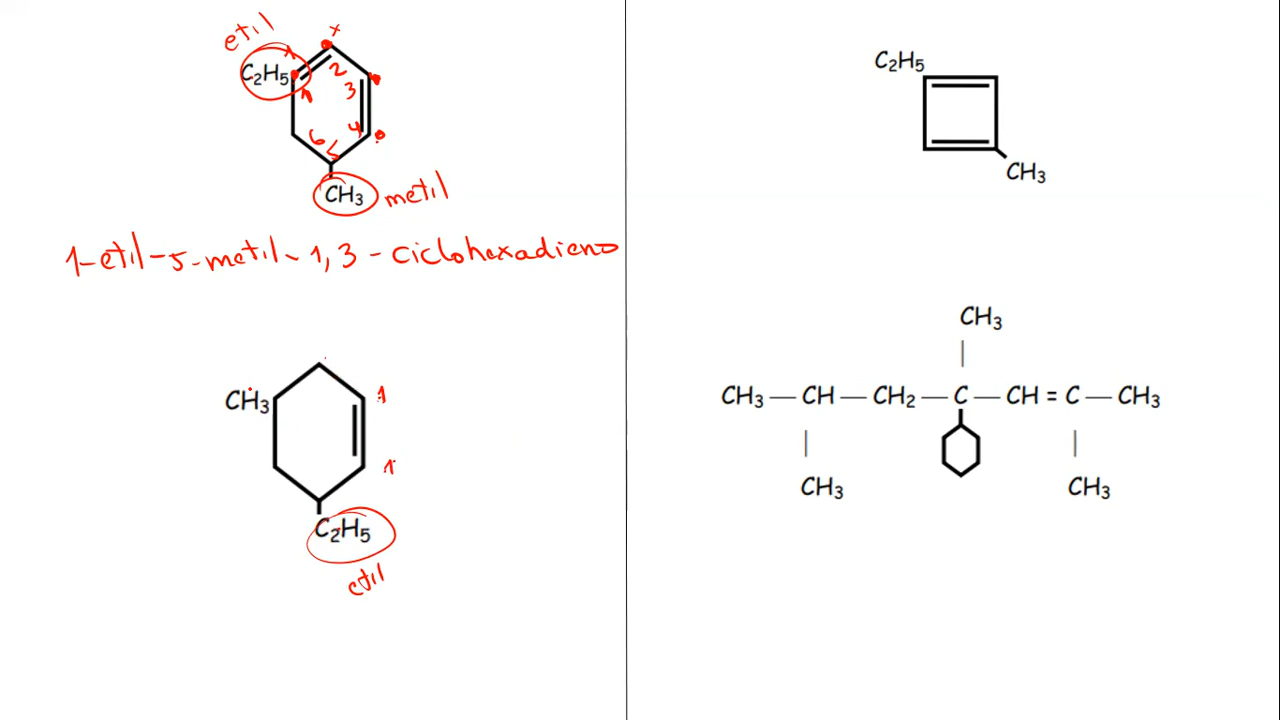 etil
x
x
C2H5
2
1
3
6
4
5
CH3 metil
1-etil-5-metil-1,3-ciclohexadieno
CH3
1
1
C2H5
etil
C2H5
CH3
CH3
|
CH3 — CH — CH2 — C — CH = C — CH3
| |
CH3 CH3